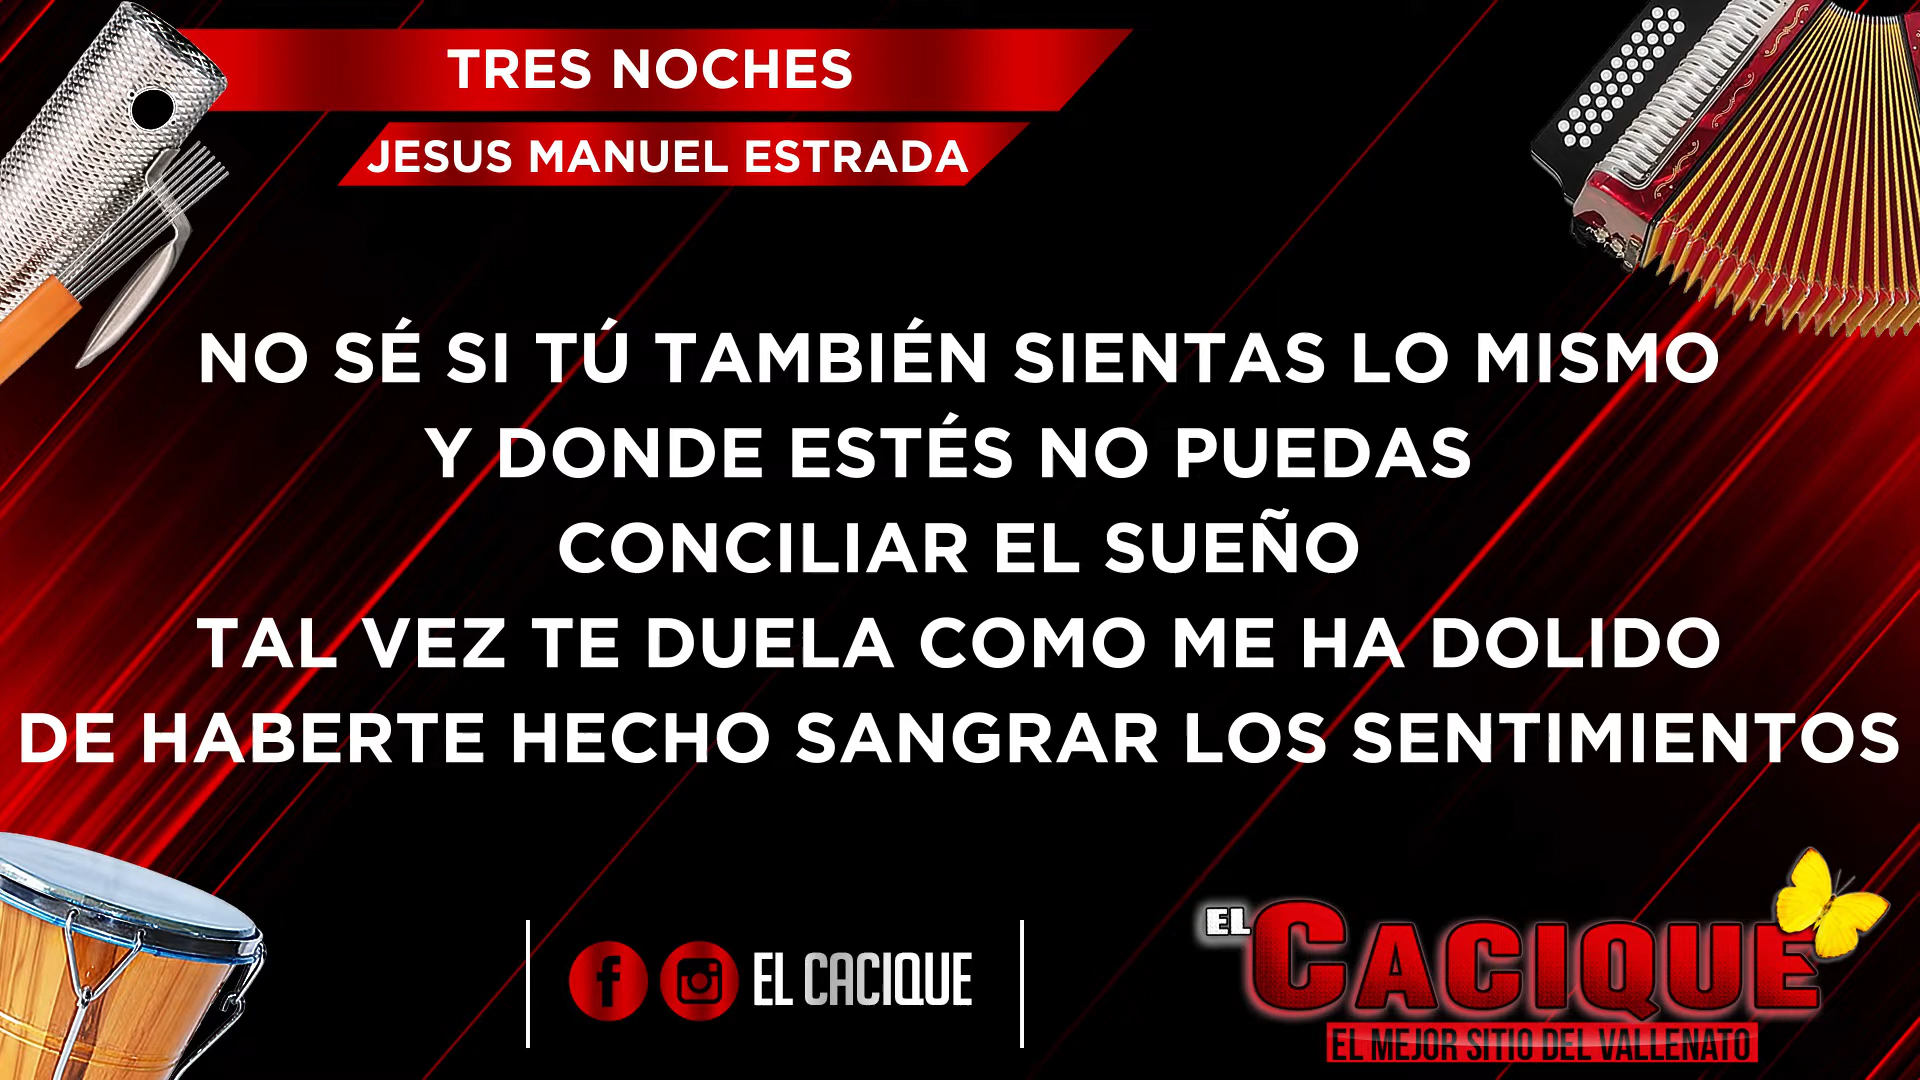 TRES NOCHES
JESUS MANUEL ESTRADA
NO SÉ SI TÚ TAMBIÉN SIENTAS LO MISMO
Y DONDE ESTÉS NO PUEDAS
CONCILIAR EL SUEÑO
TAL VEZ TE DUELA COMO ME HA DOLIDO
DE HABERTE HECHO SANGRAR LOS SENTIMIENTOS
EL CACIQUE
EL CACIQUE
EL MEJOR SITIO DEL VALLENATO